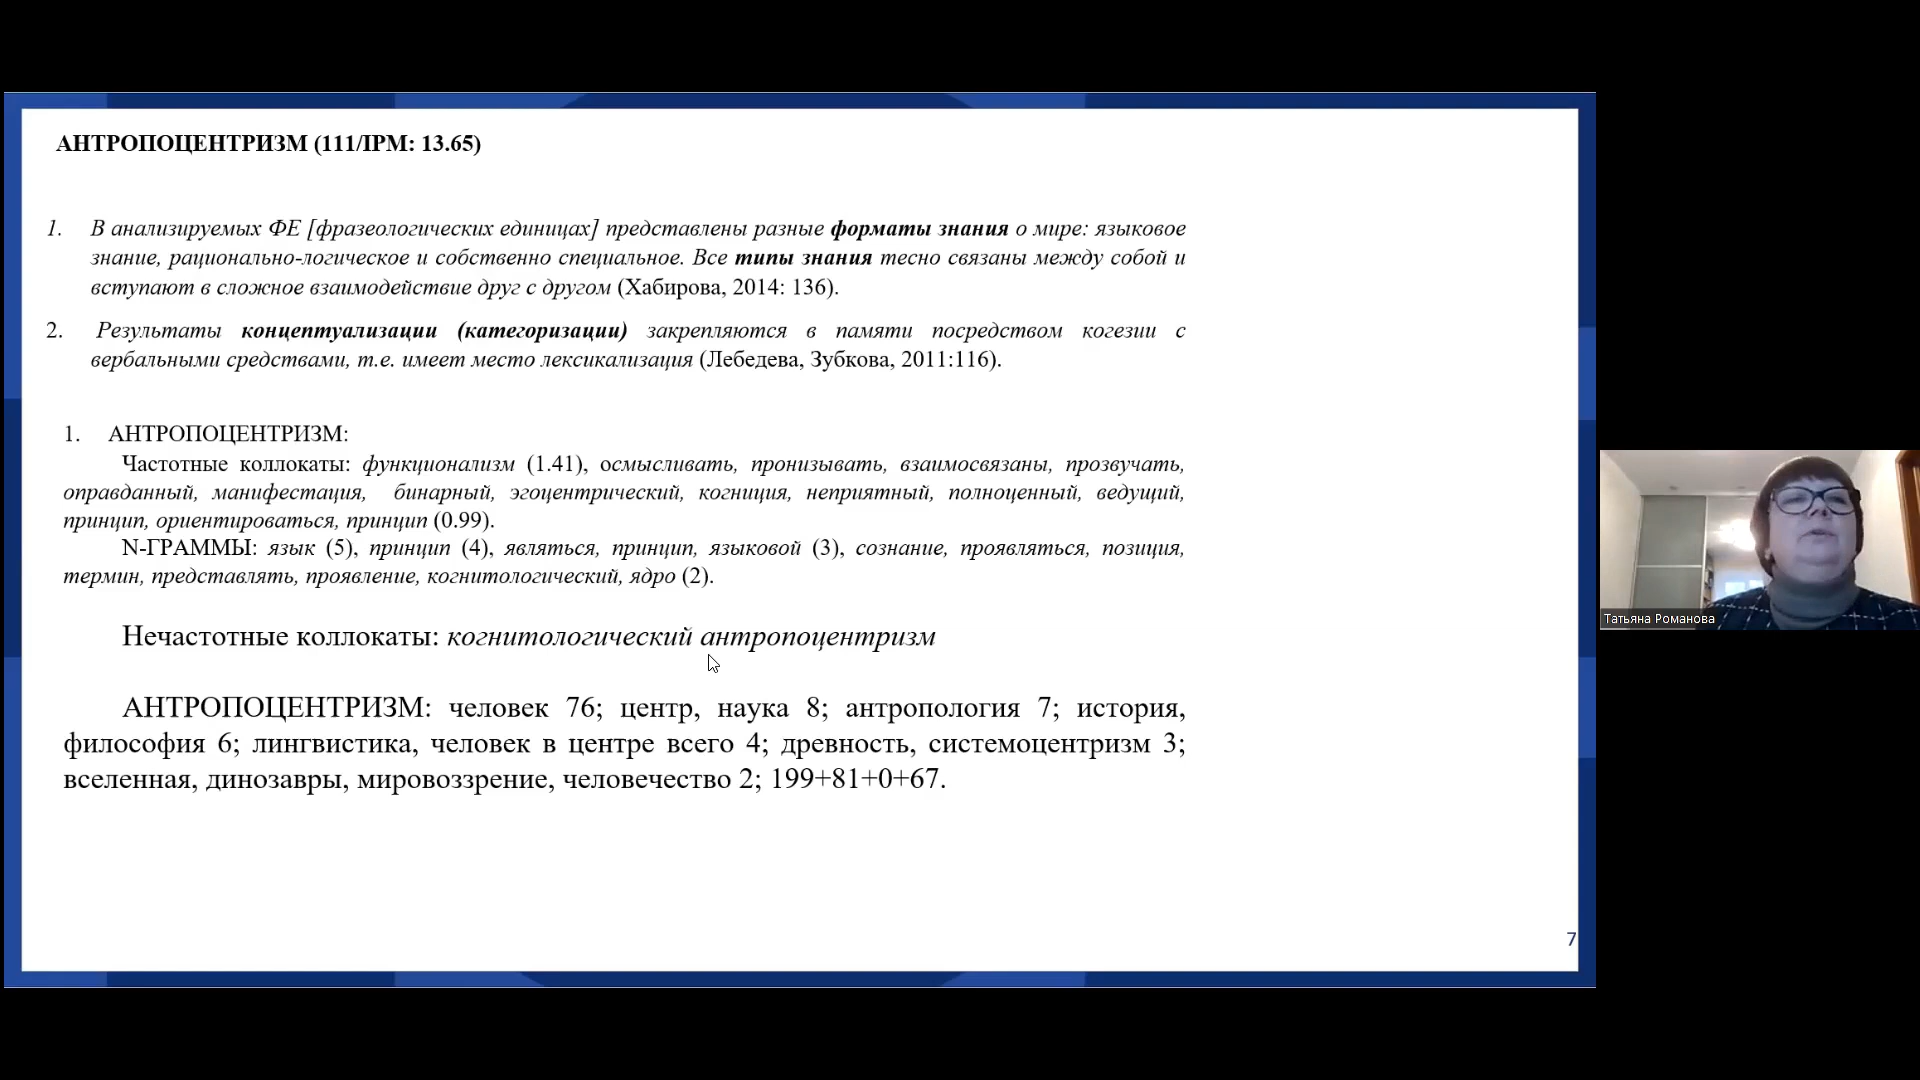 АНТРОПОЦЕНТРИЗМ (111/IPM: 13.65)
1. В анализируемых ФЕ [фразеологических единицах] представлены разные форматы знания о мире: языковое
знание, рационально-логическое и собственно специальное. Все типы знания тесно связаны между собой и
вступают в сложное взаимодействие друг с другом (Хабирова, 2014: 136).
2. Результаты концептуализации (категоризации) закрепляются в памяти посредством когезии с
вербальными средствами, т.е. имеет место лексикализация (Лебедева, Зубкова, 2011:116).
1. АНТРОПОЦЕНТРИЗМ:
Частотные коллокаты: функционализм (1.41), осмысливать, пронизывать, взаимосвязаны, прозвучать,
оправданный, манифестация, бинарный, эгоцентрический, когниция, неприятный, полноценный, ведущий,
принцип, ориентироваться, принцип (0.99).
N-ГРАММЫ: язык (5), принцип (4), являться, принцип, языковой (3), сознание, проявляться, позиция,
термин, представлять, проявление, когнитологический, ядро (2).
Нечастотные коллокаты: когнитологический антропоцентризм
АНТРОПОЦЕНТРИЗМ: человек 76; центр, наука 8; антропология 7; история,
философия 6; лингвистика, человек в центре всего 4; древность, системоцентризм 3;
вселенная, динозавры, мировоззрение, человечество 2; 199+81+0+67.
7
Татьяна Романова